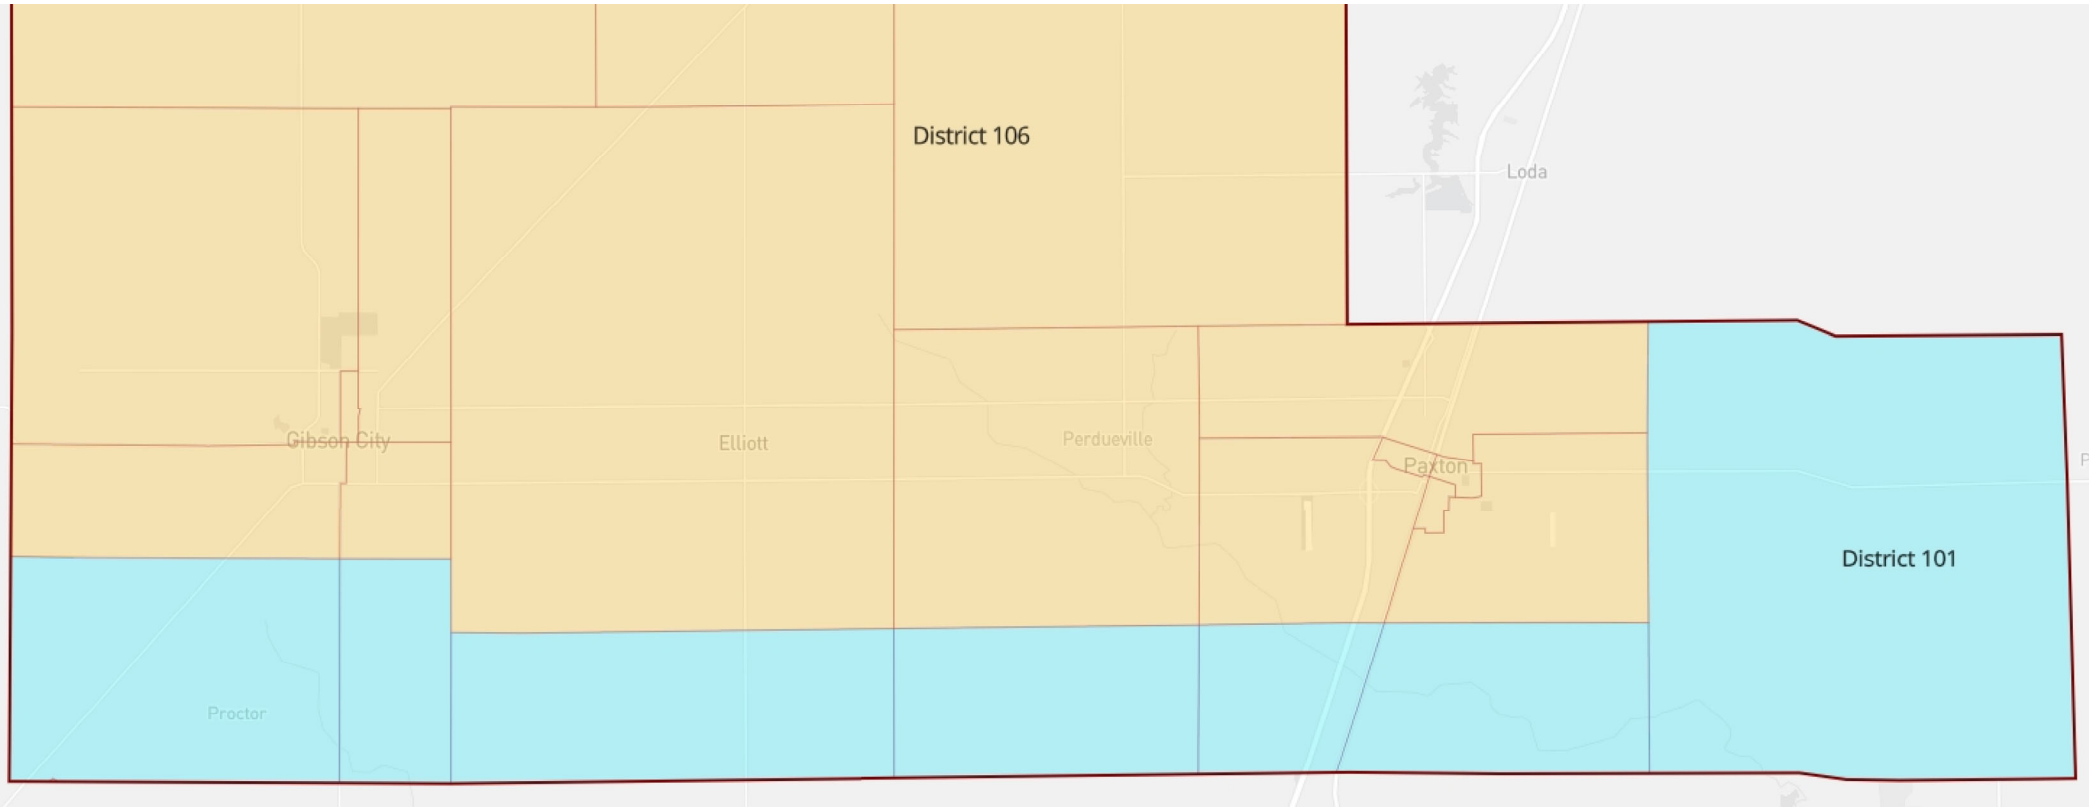 District 106
Loda
Gibson City
Elliott
Perdueville
Paxton
P
District 101
Proctor